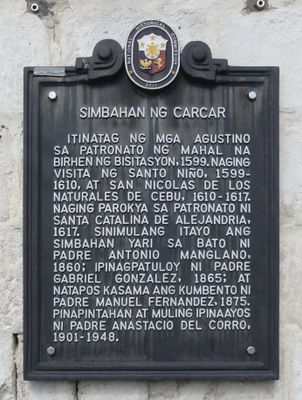 SIMBAHAN NG CARCAR
ITINATAG NG MGA AGUSTINO
SA PATRONATO NG MAHAL NA
BIRHEN NG BISITASYON, 1599. NAGING
VISITA NG SANTO NIÑO, 1599-
1610, AT SAN NICOLAS DE LOS
NATURALES DE CEBU, 1610-1617.
NAGING PAROKYA SA PATRONATO NI
SANTA CATALINA DE ALEJANDRIA,
1617. SINIMULANG ITAYO ANG
SIMBAHAN YARI SA BATO NI
PADRE ANTONIO MANGLANO,
1860; IPINAGPATULOY NI PADRE
GABRIEL GONZALEZ, 1865; AT
NATAPOS KASAMA ANG KUMBENTO NI
PADRE MANUEL FERNANDEZ, 1875.
PINAPINTAHAN AT MULING IPINAAYOS
NI PADRE ANASTACIO DEL CORRO,
1901-1948.